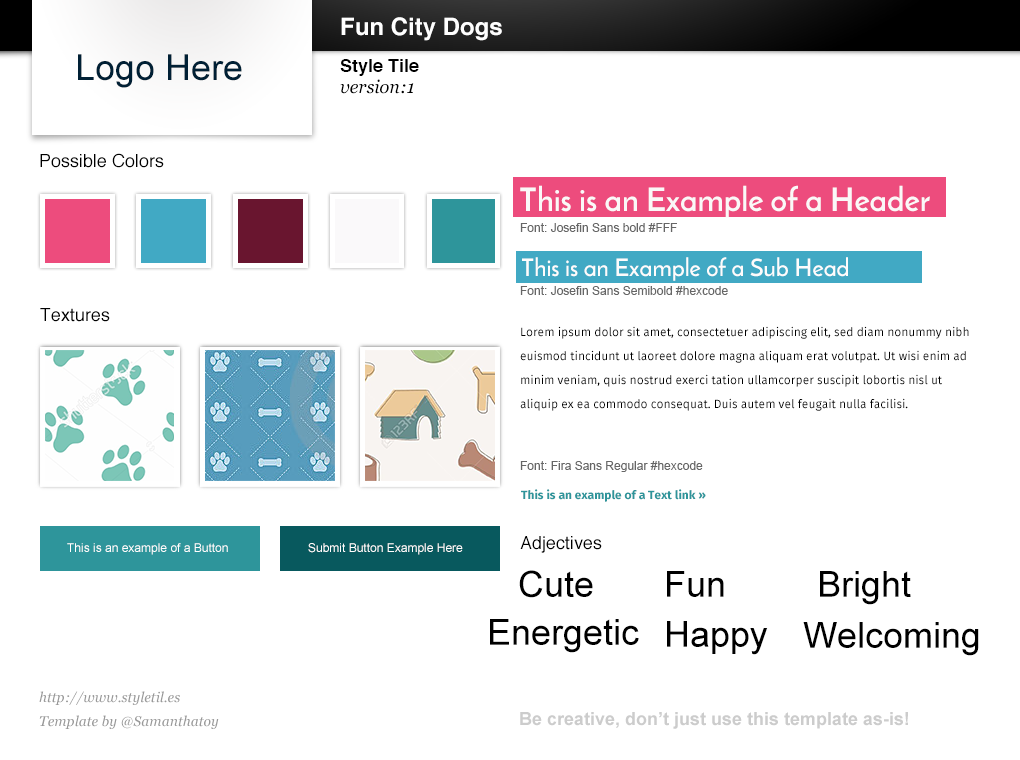 Fun City Dogs
Logo Here
Style Tile
version:1
Possible Colors
This is an Example of a Header
Font: Josefin Sans bold #FFF
This is an Example of a Sub Head
Font: Josefin Sans Semibold #hexcode
Textures
Lorem ipsum dolor sit amet, consectetuer adipiscing elit, sed diam nonummy nibh
euismod tincidunt ut laoreet dolore magna aliquam erat volutpat. Ut wisi enim ad
minim veniam, quis nostrud exerci tation ullamcorper suscipit lobortis nisl ut
aliquip ex ea commodo consequat. Duis autem vel feugait nulla facilisi.
Font: Fira Sans Regular #hexcode
This is an example of a Text link »
This is an example of a Button
Submit Button Example Here
Adjectives
Cute Fun Bright
Energetic Happy Welcoming
http://www.styletil.es
Template by @Samanthatoy
Be creative, don’t just use this template as-is!